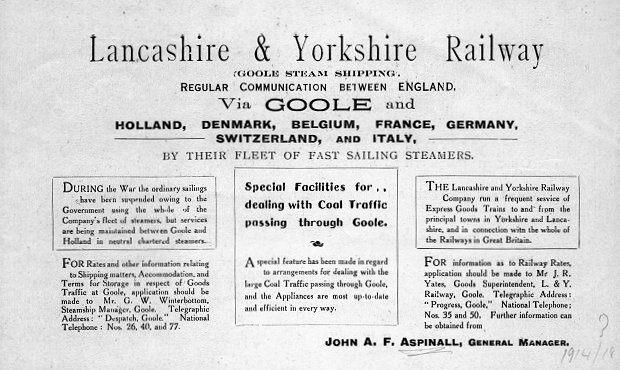 Lancashire & Yorkshire Railway
(GOOLE STEAM SHIPPING).
REGULAR COMMUNICATION BETWEEN ENGLAND,
Via GOOLE and
HOLLAND, DENMARK, BELGIUM, FRANCE, GERMANY,
SWITZERLAND, AND ITALY,
BY THEIR FLEET OF FAST SAILING STEAMERS.
DURING the War the ordinary sailings
have been suspended owing to the
Government using the whole of the
Company's fleet of steamers, but services
are being maintained between Goole and
Holland in neutral chartered steamers.
FOR Rates and other information relating
to Shipping matters, Accommodation, and
Terms for Storage in respect of Goods
Traffic at Goole, application should be
made to Mr. G. W. Winterbottom,
Steamship Manager, Goole. Telegraphic
Address: "Despatch, Goole." National
Telephone: Nos. 26, 40, and 77.
Special Facilities for..
dealing with Coal Traffic
passing through Goole.
A special feature has been made in regard
to arrangements for dealing with the
large Coal Traffic passing through Goole,
and the Appliances are most up-to-date
and efficient in every way.
THE Lancashire and Yorkshire Railway
Company run a frequent service of
Express Goods Trains to and from the
principal towns in Yorkshire and Lanca-
shire, and in connection with the whole of
the Railways in Great Britain.
FOR information as to Railway Rates,
application should be made to Mr J. R.
Yates, Goods Superintendent, L. & Y.
Railway, Goole. Telegraphic Address:
"Progress, Goole," National Telephone;
Nos. 35 and 50. Further information can
be obtained from
JOHN A. F. ASPINALL, GENERAL MANAGER.
?
1914/18